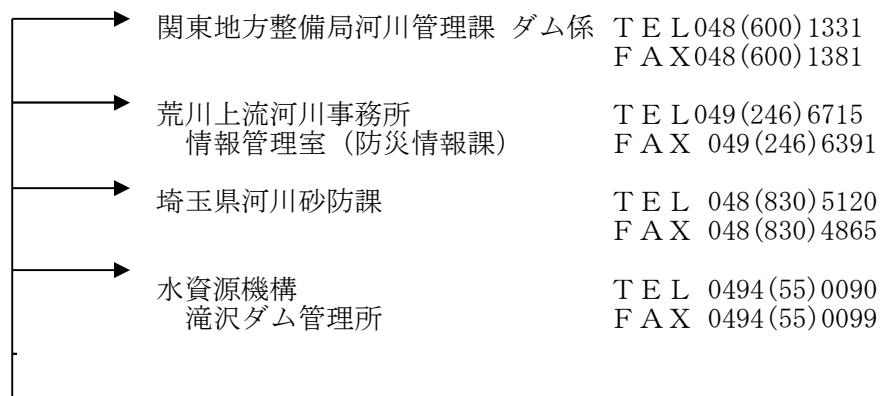 関東地方整備局河川管理課 ダム係 ＴＥＬ048(600)1331
ＦＡＸ048(600)1381
荒川上流河川事務所 ＴＥＬ049(246)6715
情報管理室（防災情報課） ＦＡＸ 049(246)6391
埼玉県河川砂防課 ＴＥＬ 048(830)5120
ＦＡＸ 048(830)4865
水資源機構 ＴＥＬ 0494(55)0090
滝沢ダム管理所 ＦＡＸ 0494(55)0099